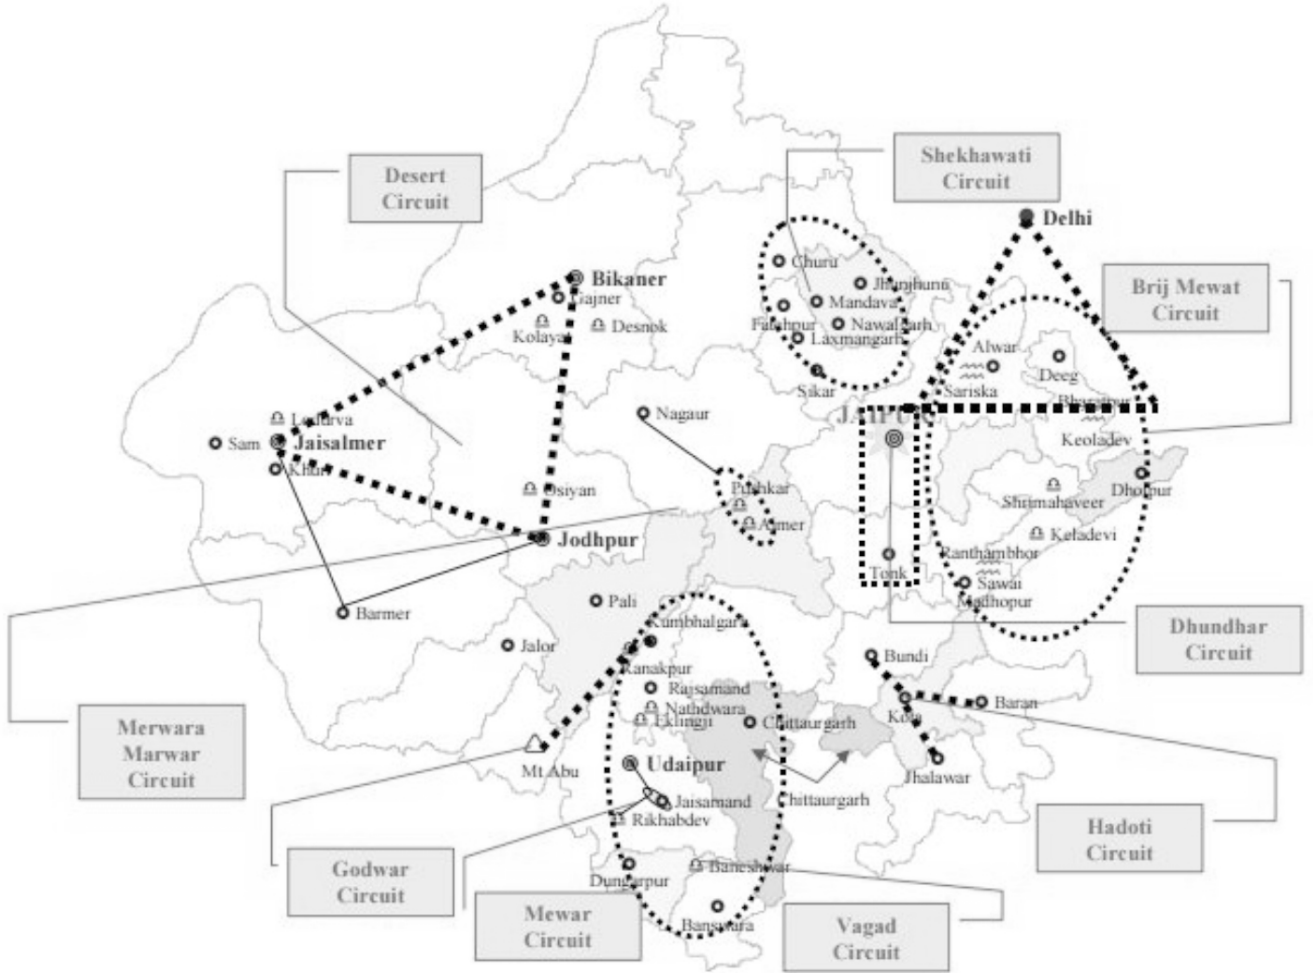 Shekhawati
Circuit
Desert
Circuit
Delhi
Churu
Bikaner
Brij Mewat
Circuit
Jhunjhunu
Gajner
Mandava
Fatehpur
Nawalgarh
Kolayat
Desnok
Laxmangarh
Alwar
Deeg
Sikar
Sariska
Bharatpur
Lodurva
Nagaur
JAIPUR
Sam
Jaisalmer
Keoladev
Khuri
Osiyan
Pushkar
Dholpur
Shrimahaveer
Ajmer
Jodhpur
Keladevi
Ranthambhor
Tonk
Sawai
Madhopur
Pali
Barmer
Kumbhalgarh
Dhundhar
Circuit
Jalor
Bundi
Ranakpur
Rajsamand
Nathdwara
Baran
Eklingji
Chittaurgarh
Kota
Merwara
Marwar
Circuit
Mt Abu
Udaipur
Jhalawar
Jaisamand
Chittaurgarh
Rikhabdev
Hadoti
Circuit
Godwar
Circuit
Baneshwar
Dungarpur
Mewar
Circuit
Banswara
Vagad
Circuit